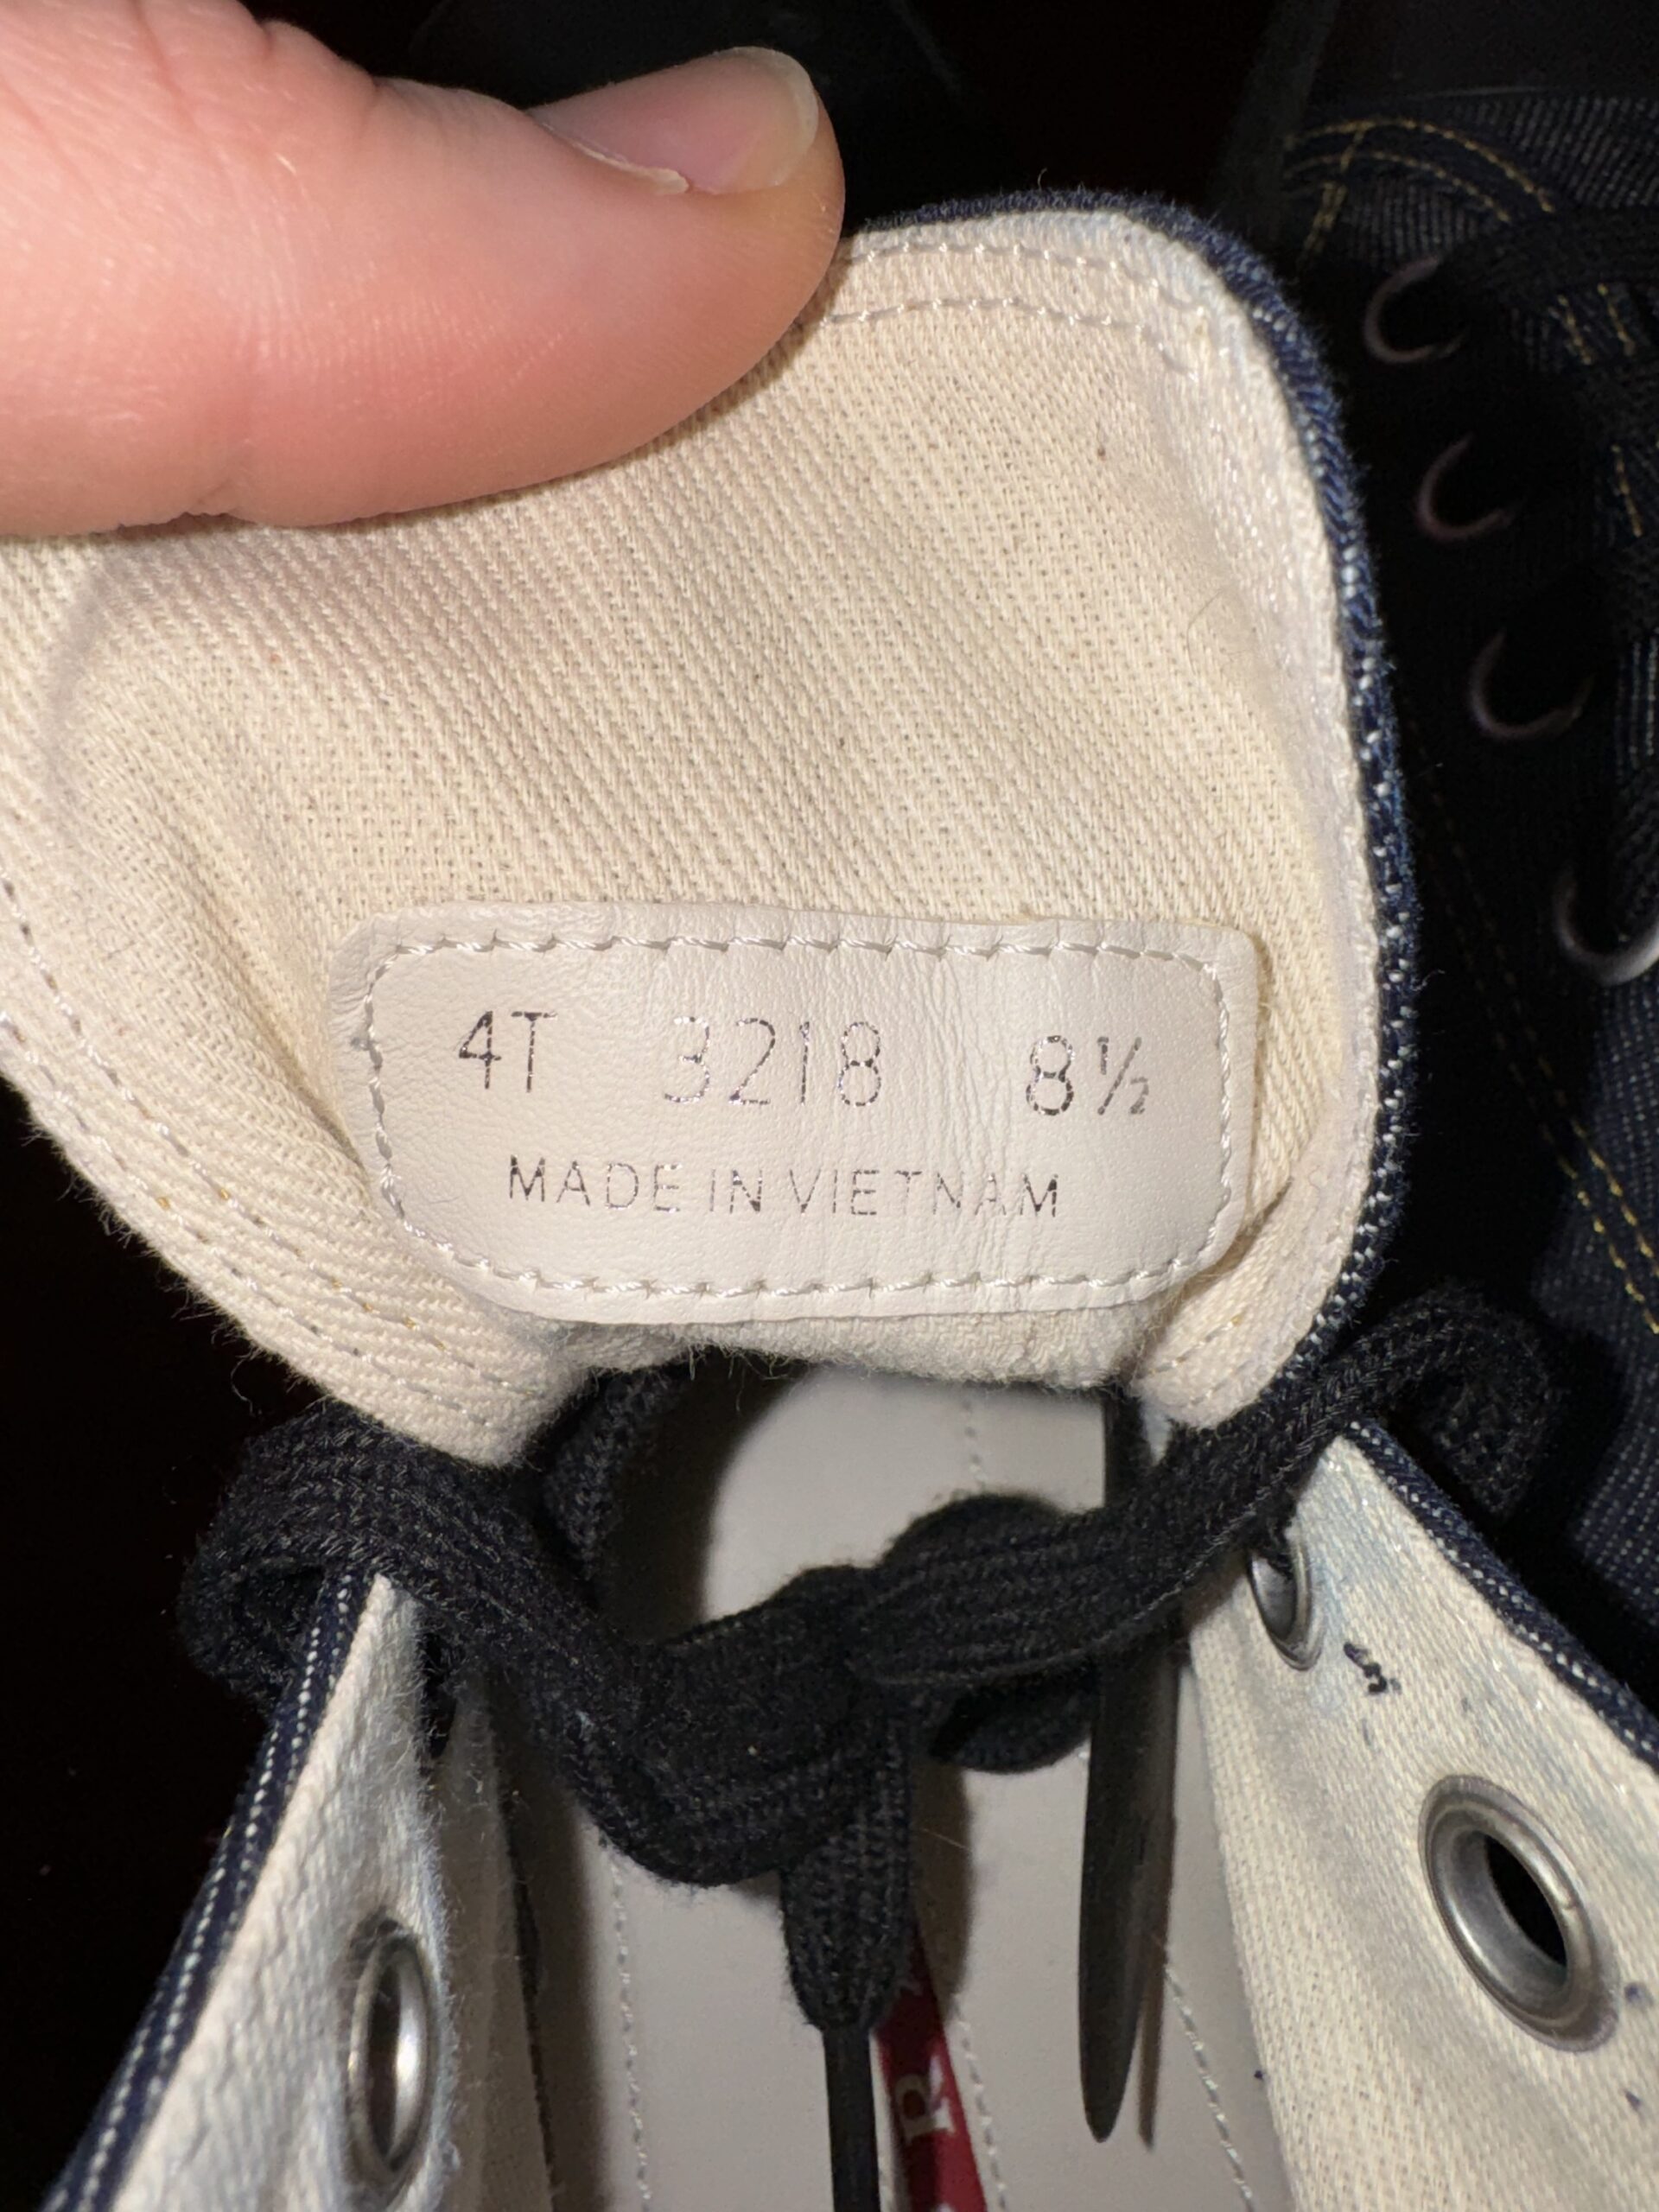 4T 3218 8½
MADE IN VIETNAM
R